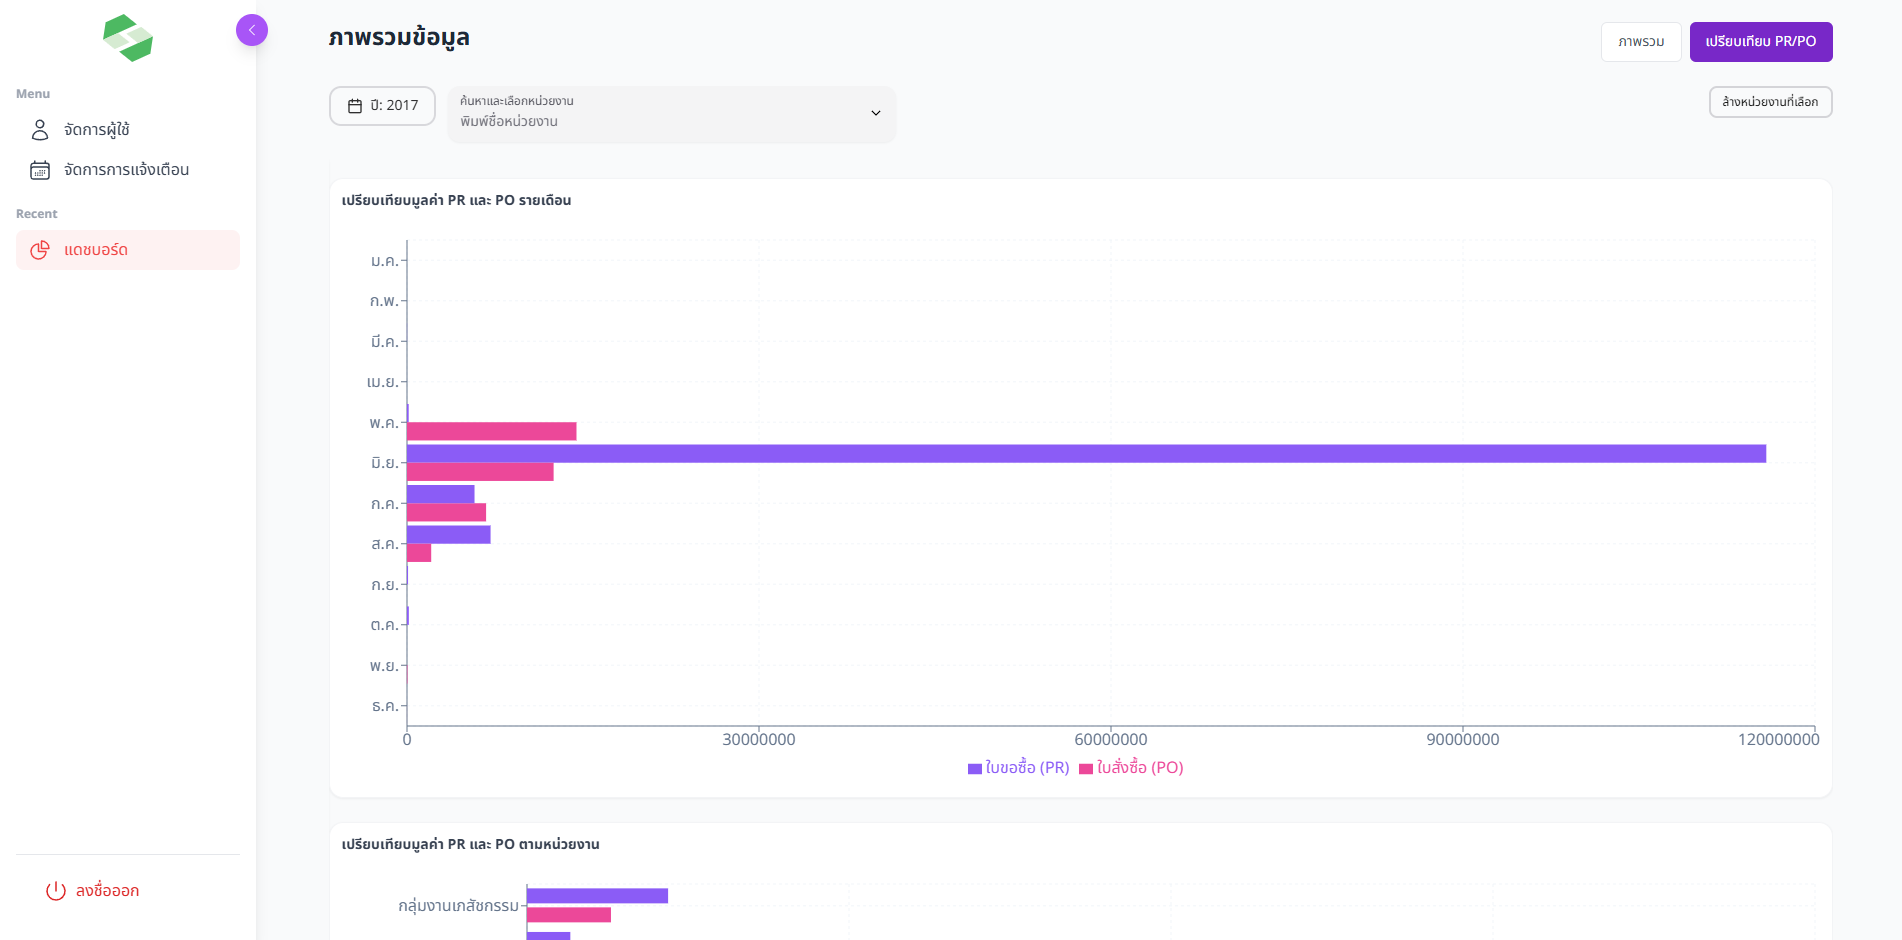 Menu
จัดการผู้ใช้
จัดการการแจ้งเตือน
Recent
แดชบอร์ด
ลงชื่อออก
ภาพรวมข้อมูล
ภาพรวม
เปรียบเทียบ PR/PO
ปี: 2017
ค้นหาและเลือกหน่วยงาน
พิมพ์ชื่อหน่วยงาน
ล้างหน่วยงานที่เลือก
เปรียบเทียบมูลค่า PR และ PO รายเดือน
ม.ค.
ก.พ.
มี.ค.
เม.ย.
พ.ค.
มิ.ย.
ก.ค.
ส.ค.
ก.ย.
ต.ค.
พ.ย.
ธ.ค.
0 30000000 60000000 90000000 120000000
ใบขอซื้อ (PR) ใบสั่งซื้อ (PO)
เปรียบเทียบมูลค่า PR และ PO ตามหน่วยงาน
กลุ่มงานเภสัชกรรม